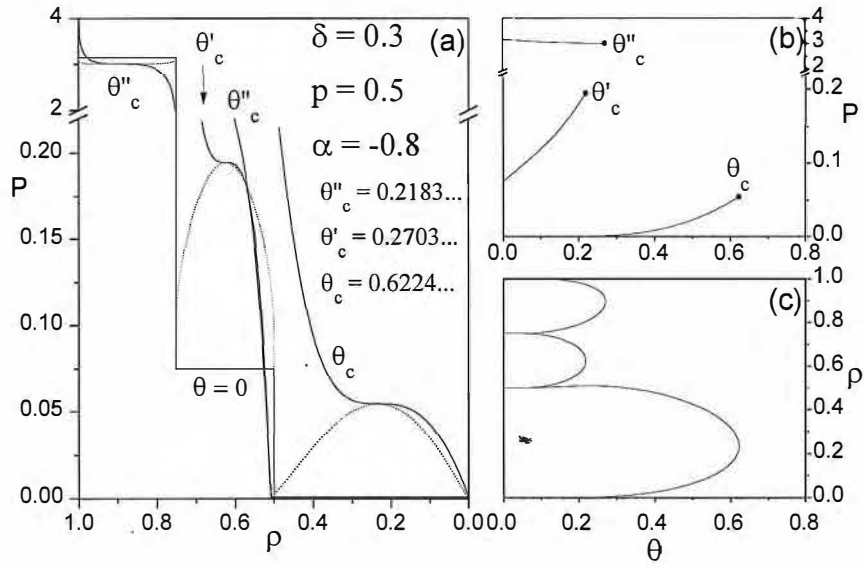 (a)
δ = 0.3
p = 0.5
α = -0.8
θ''c = 0.2183...
θ'c = 0.2703...
θc = 0.6224...
θ'c
θ''c
θ''c
θc
θ = 0
4
2
0.20
0.15
0.10
0.05
0.00
P
1.0 0.8 0.6 0.4 0.2 0.0
ρ
(b)
θ''c
θ'c
θc
4
3
2
0.2
0.1
0.0
P
0.0 0.2 0.4 0.6 0.8
(c)
1.0
0.8
0.6
0.4
0.2
0.0
ρ
0.0 0.2 0.4 0.6 0.8
θ